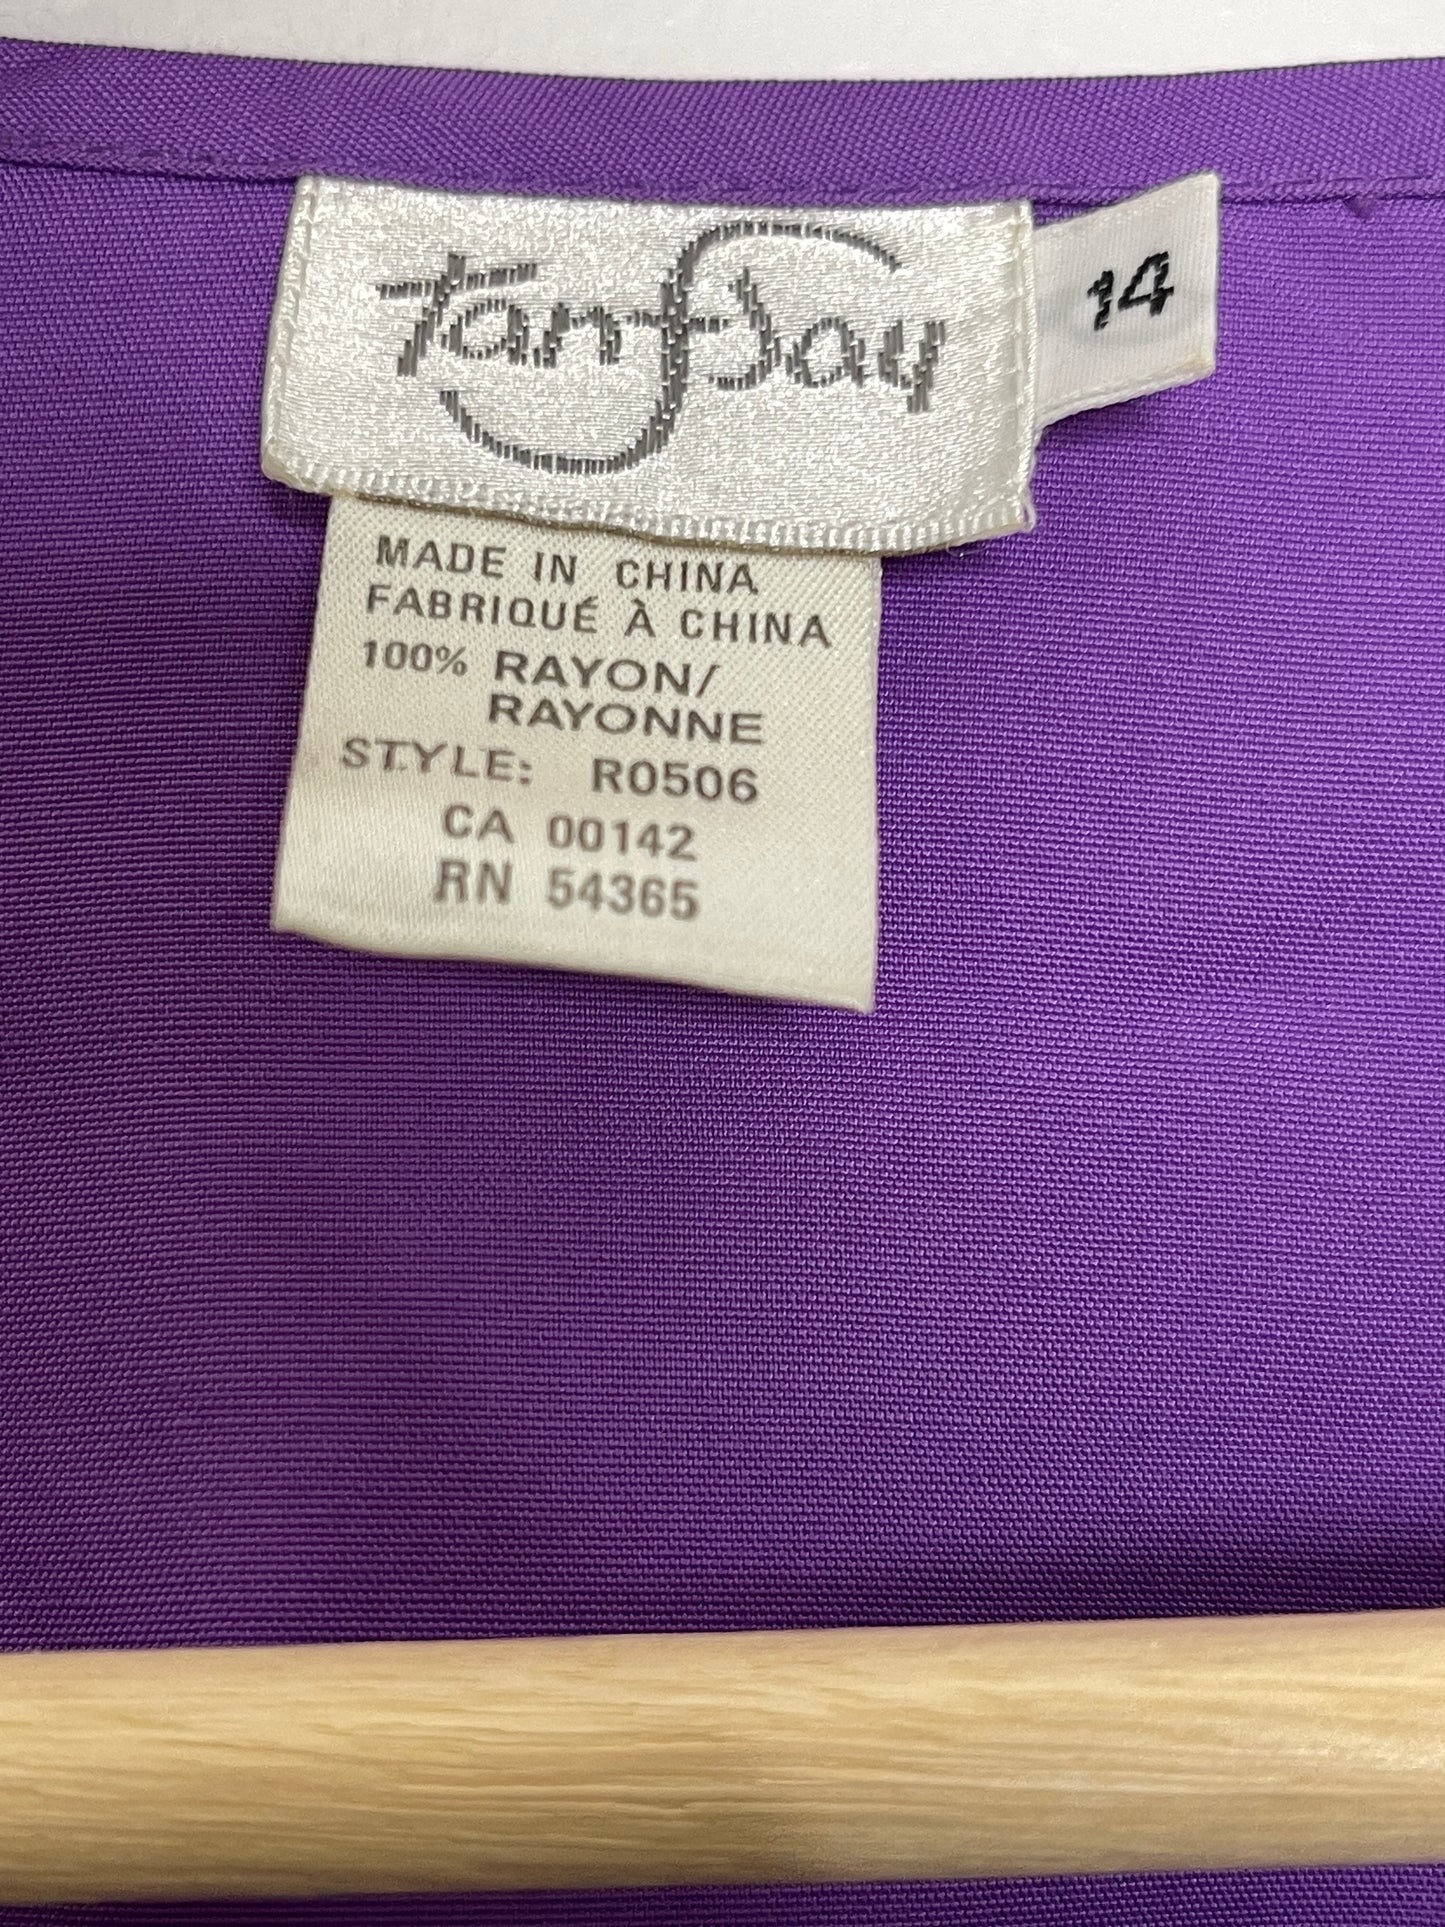 Tan Jay
14
MADE IN CHINA
FABRIQUÉ À CHINA
100% RAYON/
RAYONNE
STYLE: R0506
CA 00142
RN 54365